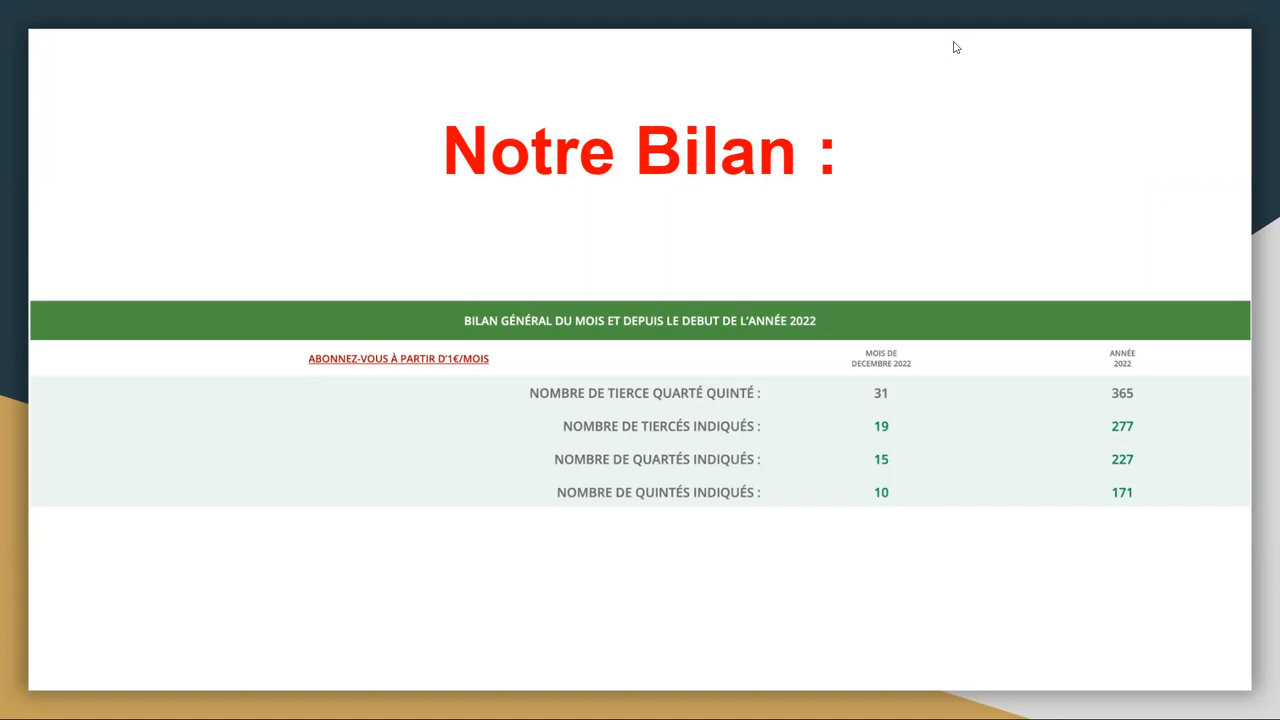 Notre Bilan :
BILAN GÉNÉRAL DU MOIS ET DEPUIS LE DEBUT DE L'ANNÉE 2022
ABONNEZ-VOUS À PARTIR D'1€/MOIS
MOIS DE
DECEMBRE 2022
ANNÉE
2022
NOMBRE DE TIERCE QUARTÉ QUINTÉ : 31 365
NOMBRE DE TIERCÉS INDIQUÉS : 19 277
NOMBRE DE QUARTÉS INDIQUÉS : 15 227
NOMBRE DE QUINTÉS INDIQUÉS : 10 171